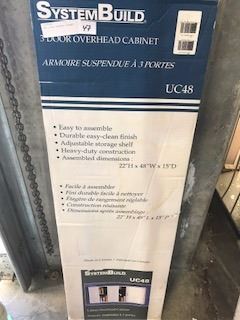 SYSTEMBUILD
47
3 DOOR OVERHEAD CABINET
ARMOIRE SUSPENDUE À 3 PORTES
UC48
• Easy to assemble
• Durable easy-clean finish
• Adjustable storage shelf
• Heavy-duty construction
• Assembled dimensions :
22"H x 48"W x 15"D
• Facile à assembler
• Fini durable facile à nettoyer
• Étagère de rangement réglable
• Construction résistante
• Dimensions après assemblage
SYSTEMBUILD
UC48